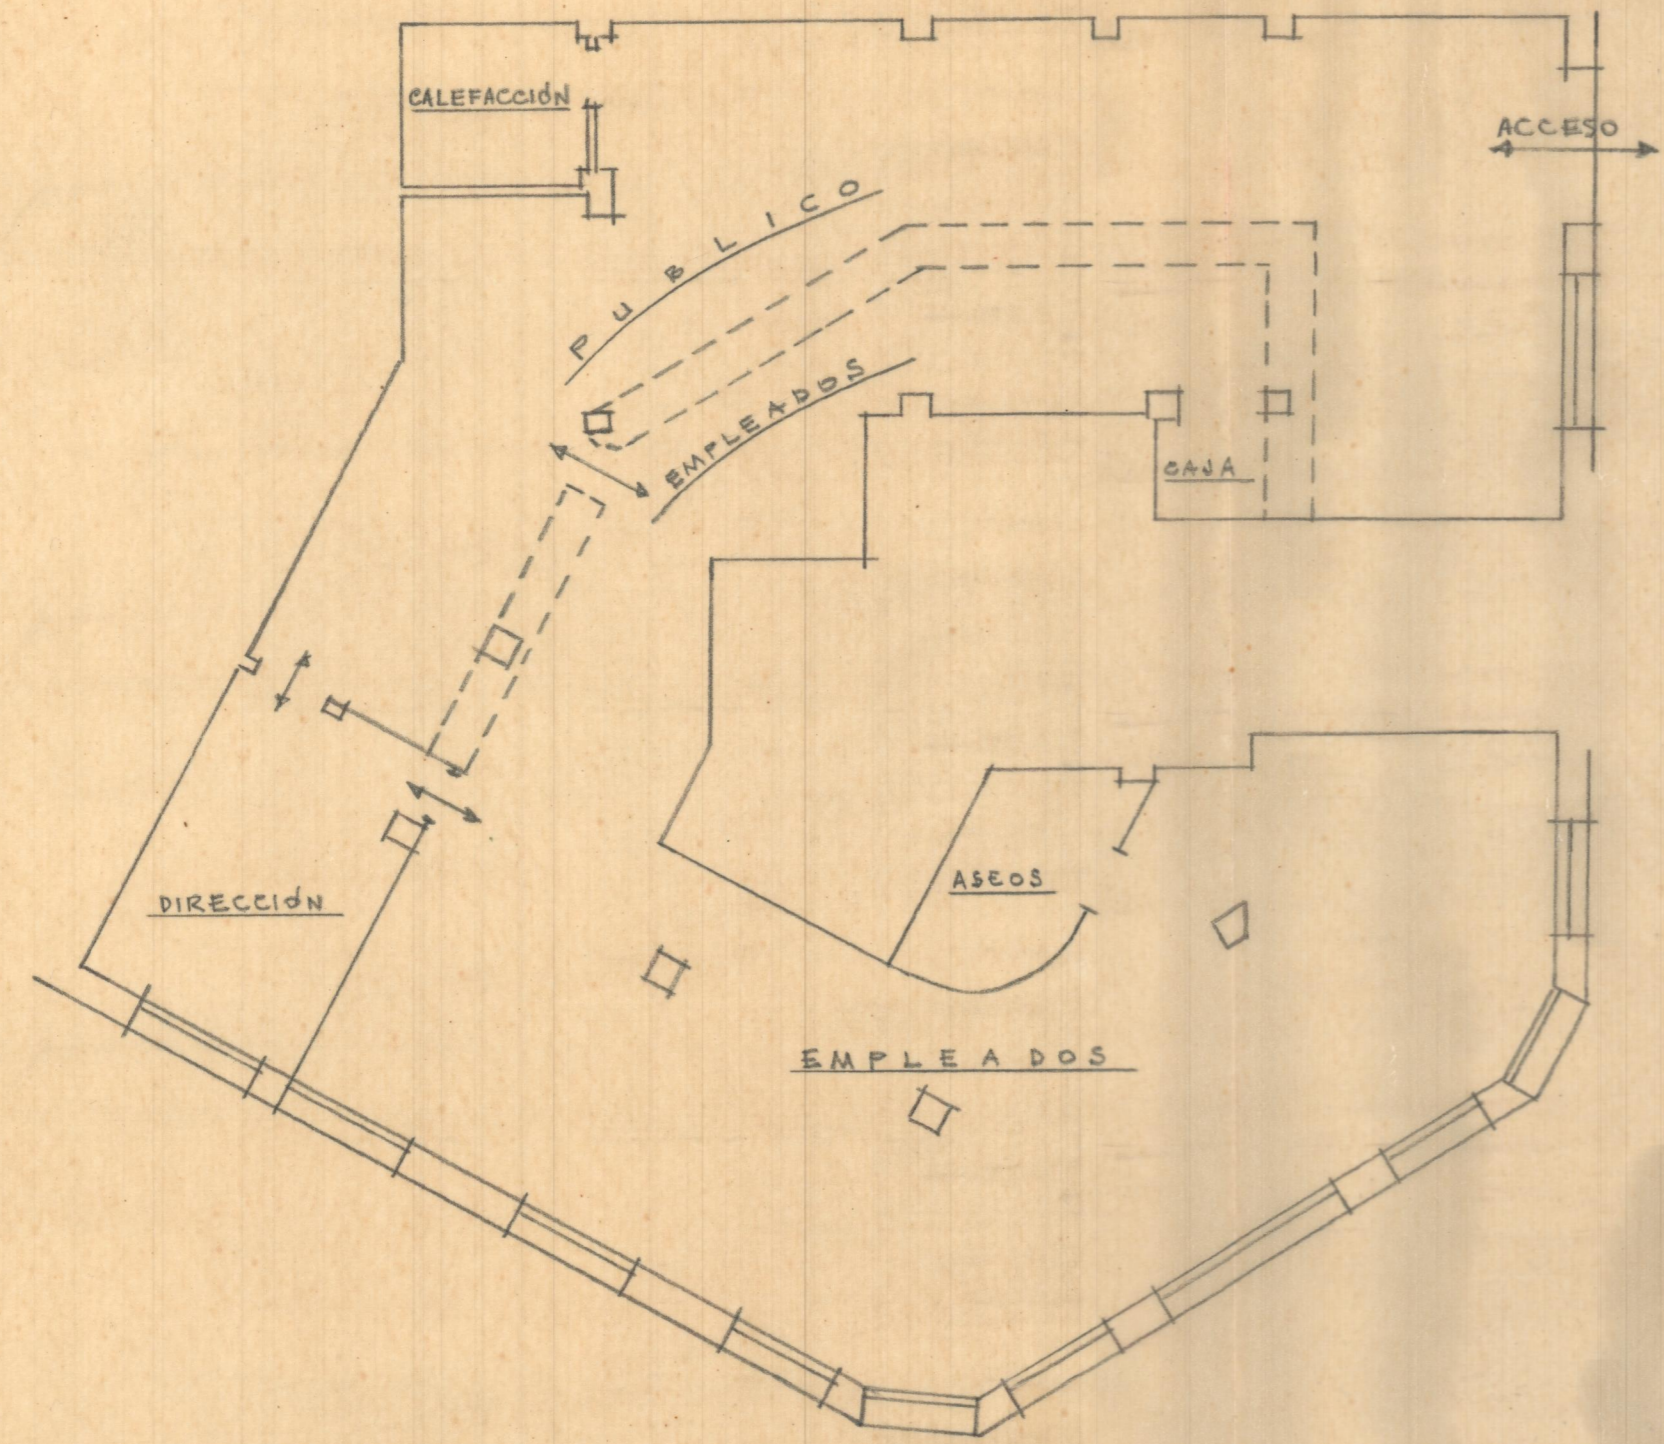 CALEFACCIÓN
ACCESO
PUBLICO
EMPLEADOS
CAJA
DIRECCIÓN
ASEOS
EMPLEADOS